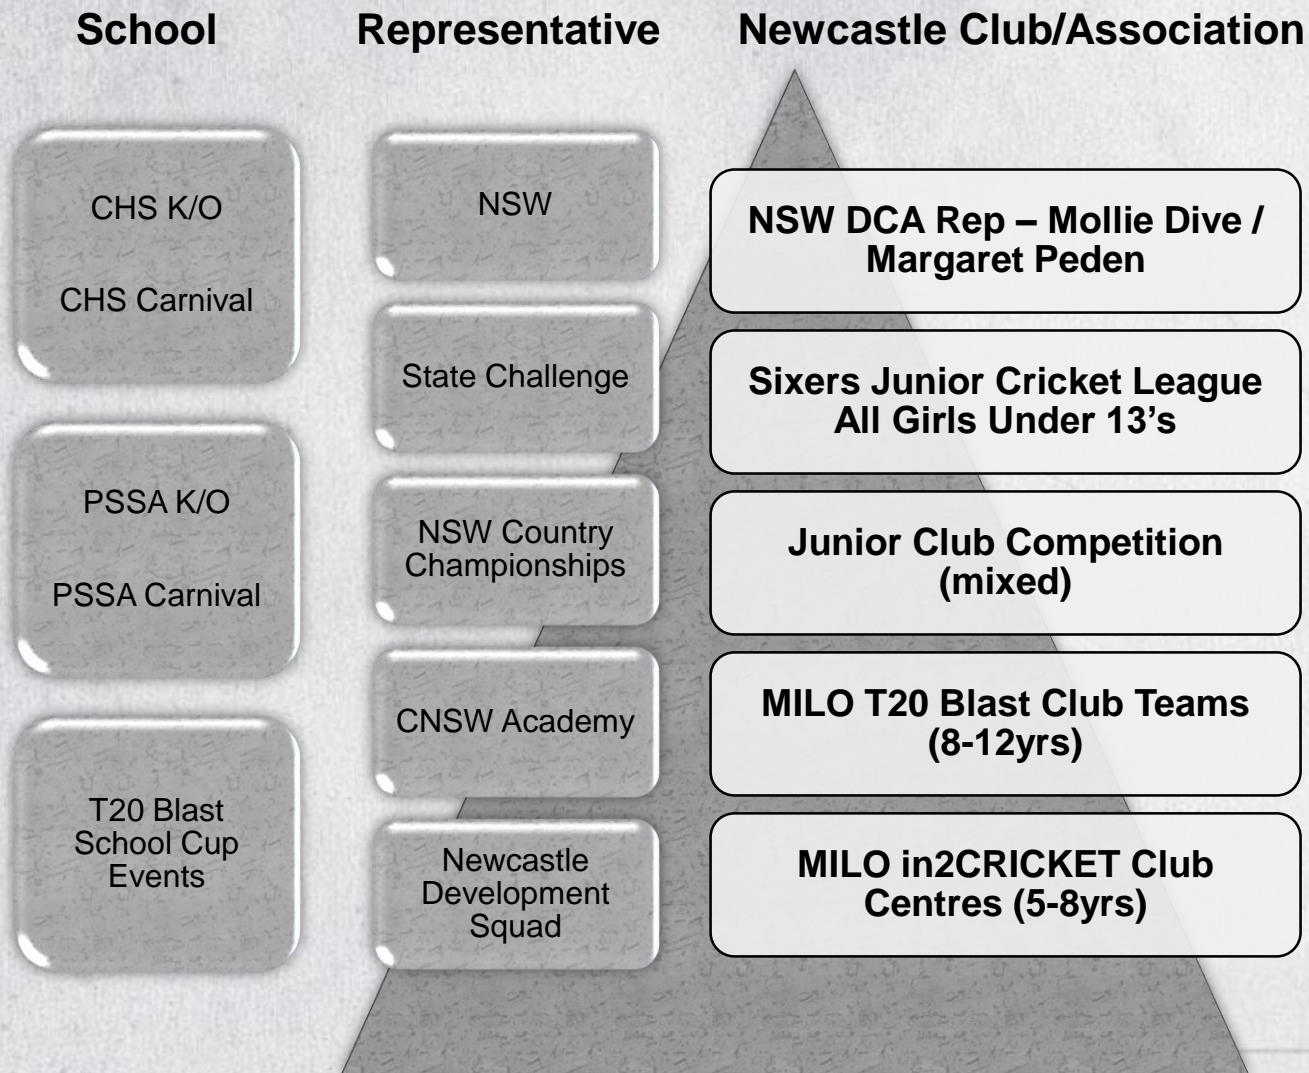 School
Representative
Newcastle Club/Association
CHS K/O
CHS Carnival
PSSA K/O
PSSA Carnival
T20 Blast
School Cup
Events
NSW
State Challenge
NSW Country
Championships
CNSW Academy
Newcastle
Development
Squad
NSW DCA Rep – Mollie Dive /
Margaret Peden
Sixers Junior Cricket League
All Girls Under 13’s
Junior Club Competition
(mixed)
MILO T20 Blast Club Teams
(8-12yrs)
MILO in2CRICKET Club
Centres (5-8yrs)